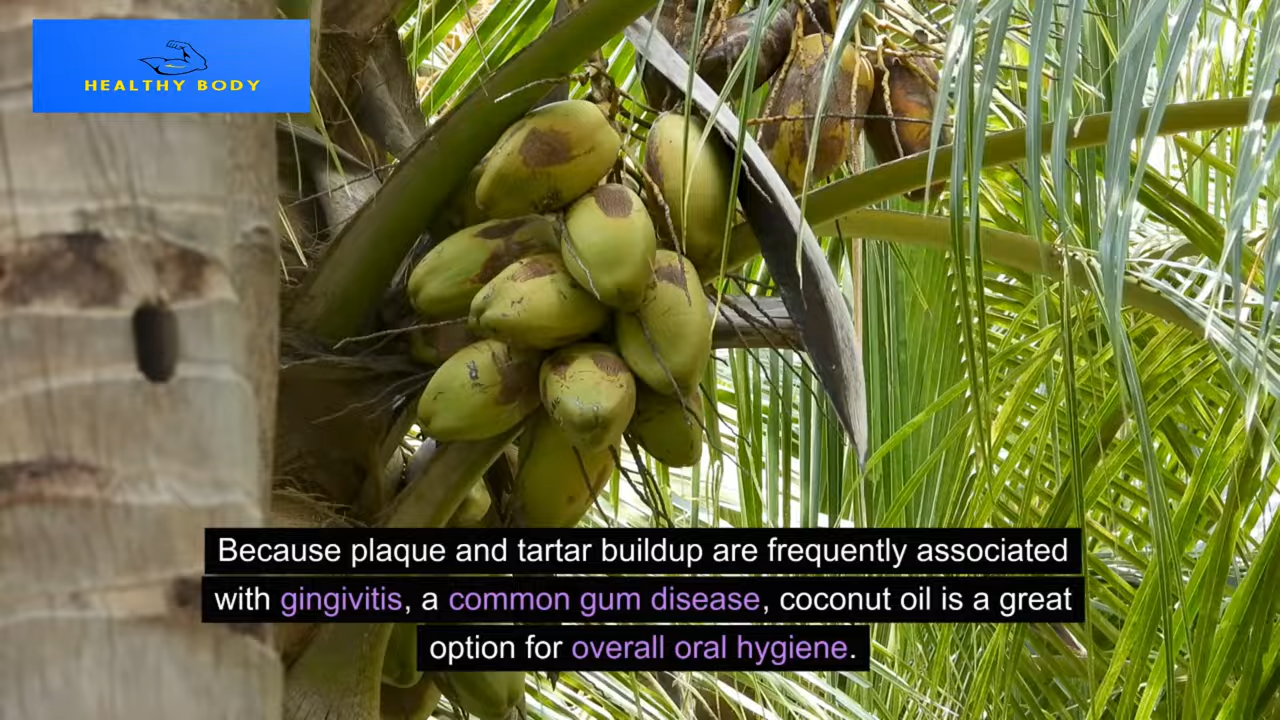 HEALTHY BODY
Because plaque and tartar buildup are frequently associated
with gingivitis, a common gum disease, coconut oil is a great
option for overall oral hygiene.